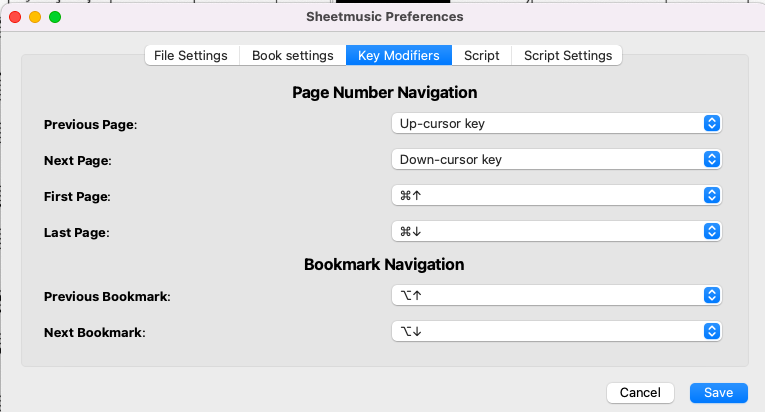 Sheetmusic Preferences
File Settings Book settings Key Modifiers Script Script Settings
Page Number Navigation
Previous Page: Up-cursor key
Next Page: Down-cursor key
First Page: ⌘↑
Last Page: ⌘↓
Bookmark Navigation
Previous Bookmark: ⌥↑
Next Bookmark: ⌥↓
Cancel Save